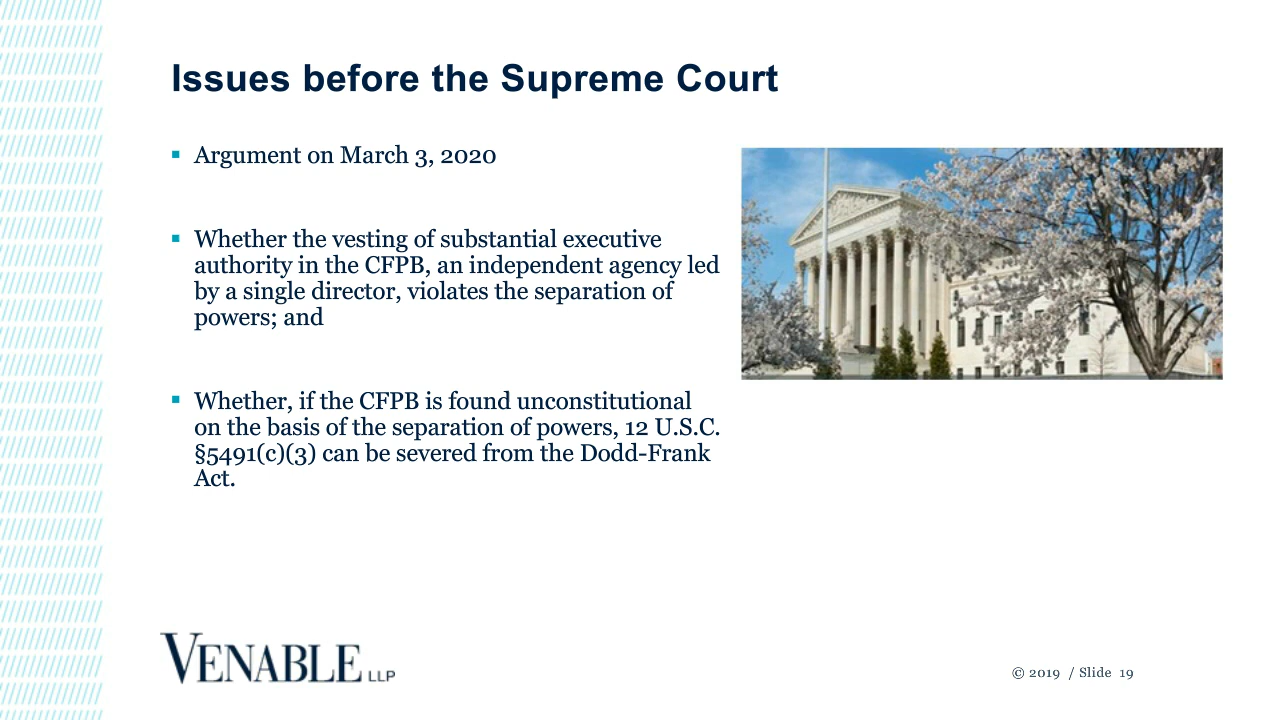 Issues before the Supreme Court
▪ Argument on March 3, 2020
▪ Whether the vesting of substantial executive
authority in the CFPB, an independent agency led
by a single director, violates the separation of
powers; and
▪ Whether, if the CFPB is found unconstitutional
on the basis of the separation of powers, 12 U.S.C.
§5491(c)(3) can be severed from the Dodd-Frank
Act.
VENABLE LLP
© 2019 / Slide 19